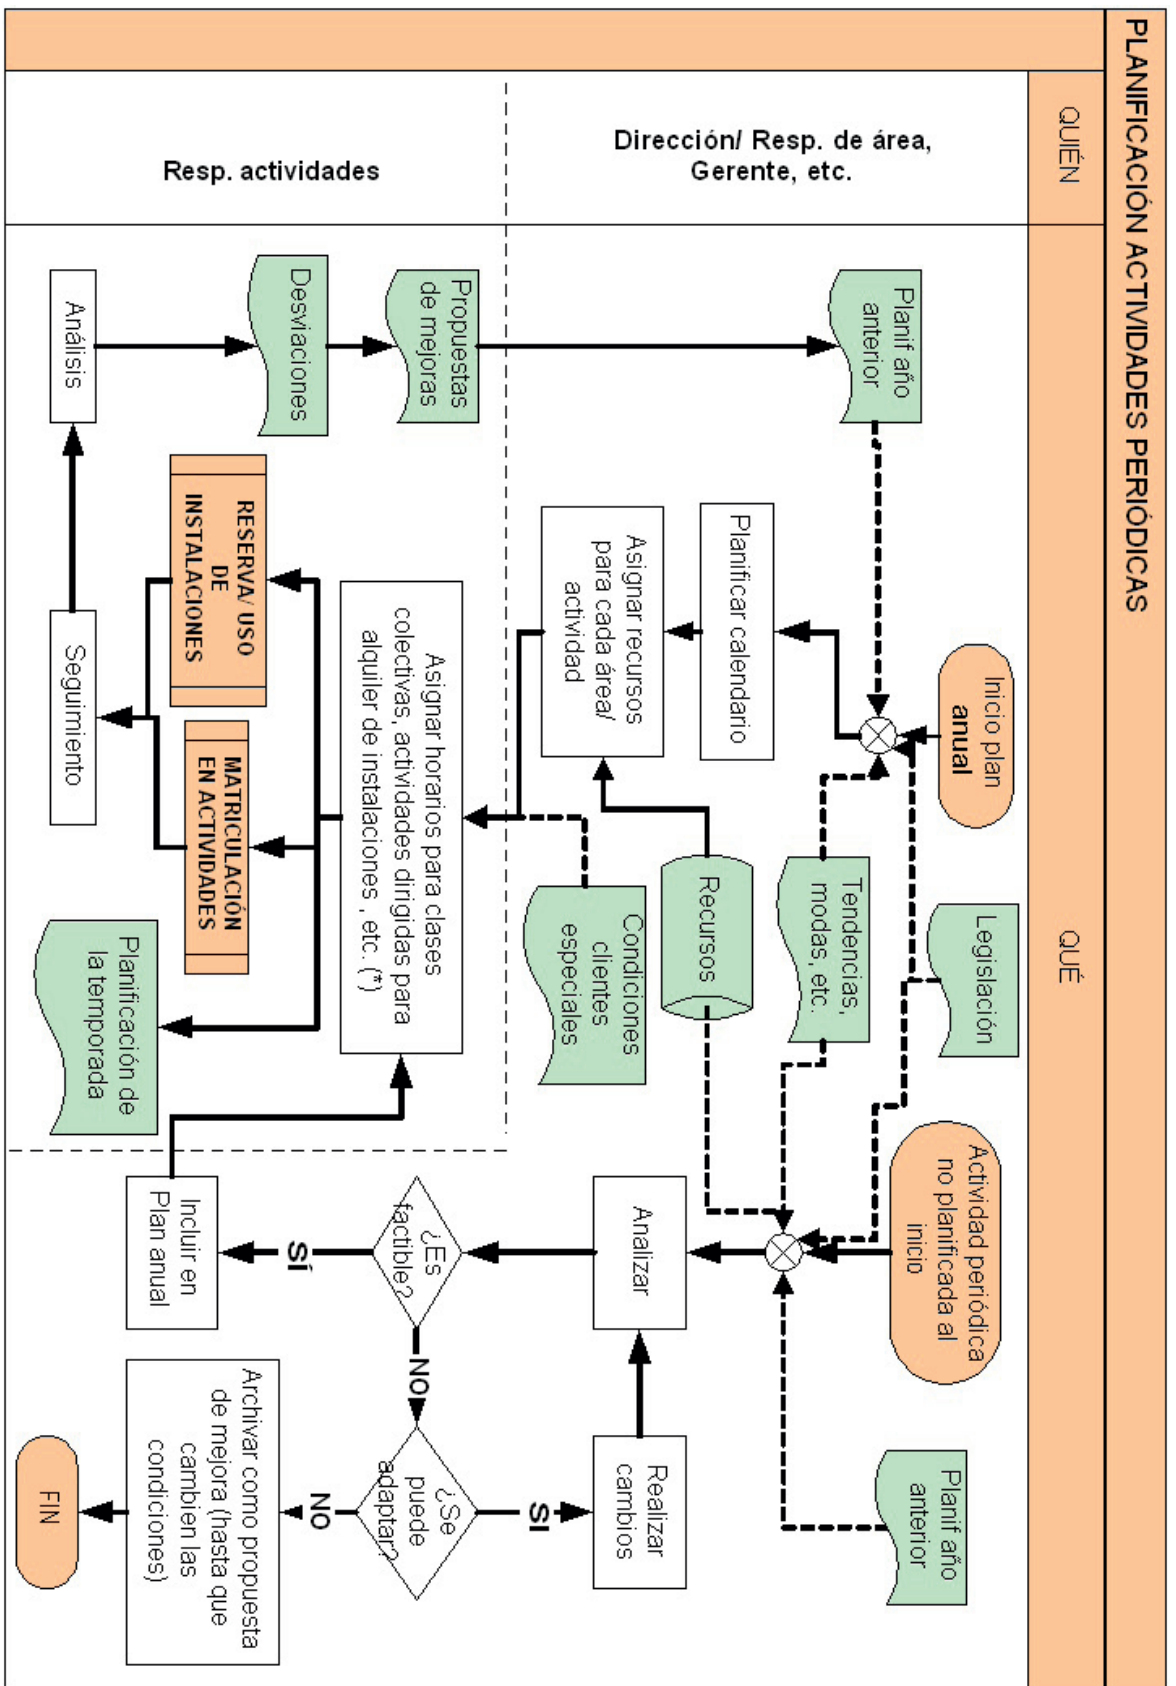 PLANIFICACIÓN ACTIVIDADES PERIÓDICAS
QUIÉN
QUÉ
Dirección/ Resp. de área,
Gerente, etc.
Resp. actividades
Planif año
anterior
Inicio plan
anual
Legislación
Actividad periódica
no planificada al
inicio
Planif año
anterior
Tendencias,
modas, etc.
Planificar calendario
Recursos
Asignar recursos
para cada área/
actividad
Condiciones
clientes
especiales
Analizar
Realizar
cambios
Propuestas
de mejoras
Desviaciones
Asignar horarios para clases
colectivas, actividades dirigidas para
alquiler de instalaciones , etc. (*)
¿Es
factible?
NO
¿Se
puede
adaptar?
SI
SÍ
NO
RESERVA/ USO
DE
INSTALACIONES
MATRICULACIÓN
EN ACTIVIDADES
Planificación de
la temporada
Incluir en
Plan anual
Archivar como propuesta
de mejora (hasta que
cambien las
condiciones)
Análisis
Seguimiento
FIN